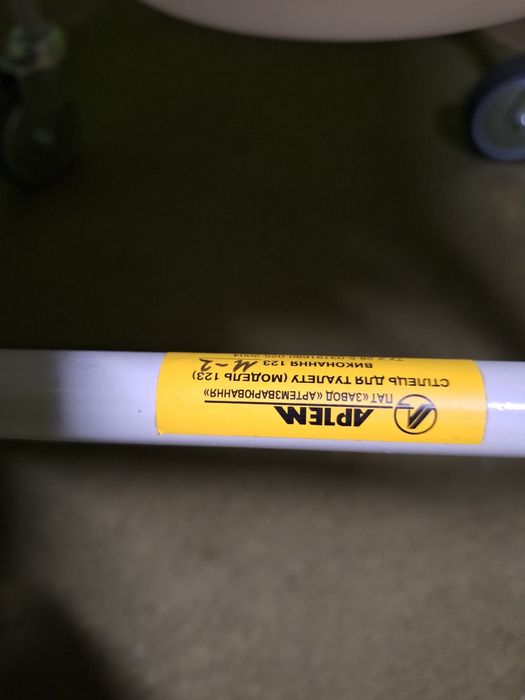 АРТЕМ
ПАТ «ЗАВОД «АРТЕМЗВАРЮВАННЯ»
СТІЛЕЦЬ ДЛЯ ТУАЛЕТУ (МОДЕЛЬ 123)
ВИКОНАННЯ 123 М-2